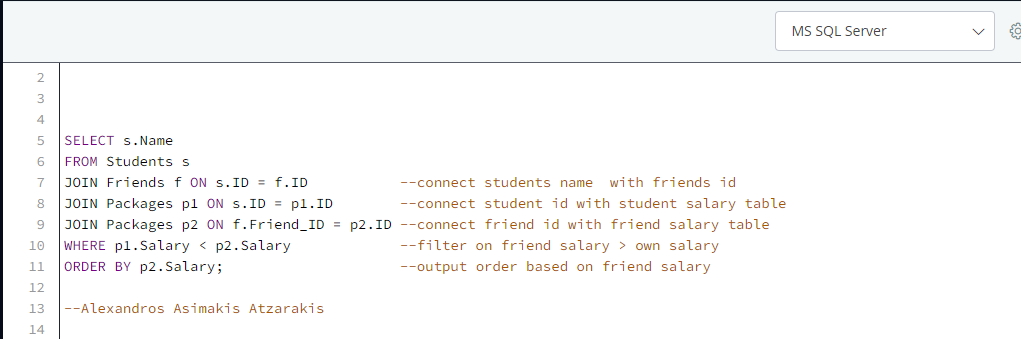 MS SQL Server
2
3
4
5 SELECT s.Name
6 FROM Students s
7 JOIN Friends f ON s.ID = f.ID --connect students name  with friends id
8 JOIN Packages p1 ON s.ID = p1.ID --connect student id with student salary table
9 JOIN Packages p2 ON f.Friend_ID = p2.ID --connect friend id with friend salary table
10 WHERE p1.Salary < p2.Salary --filter on friend salary > own salary
11 ORDER BY p2.Salary; --output order based on friend salary
12
13 --Alexandros Asimakis Atzarakis
14